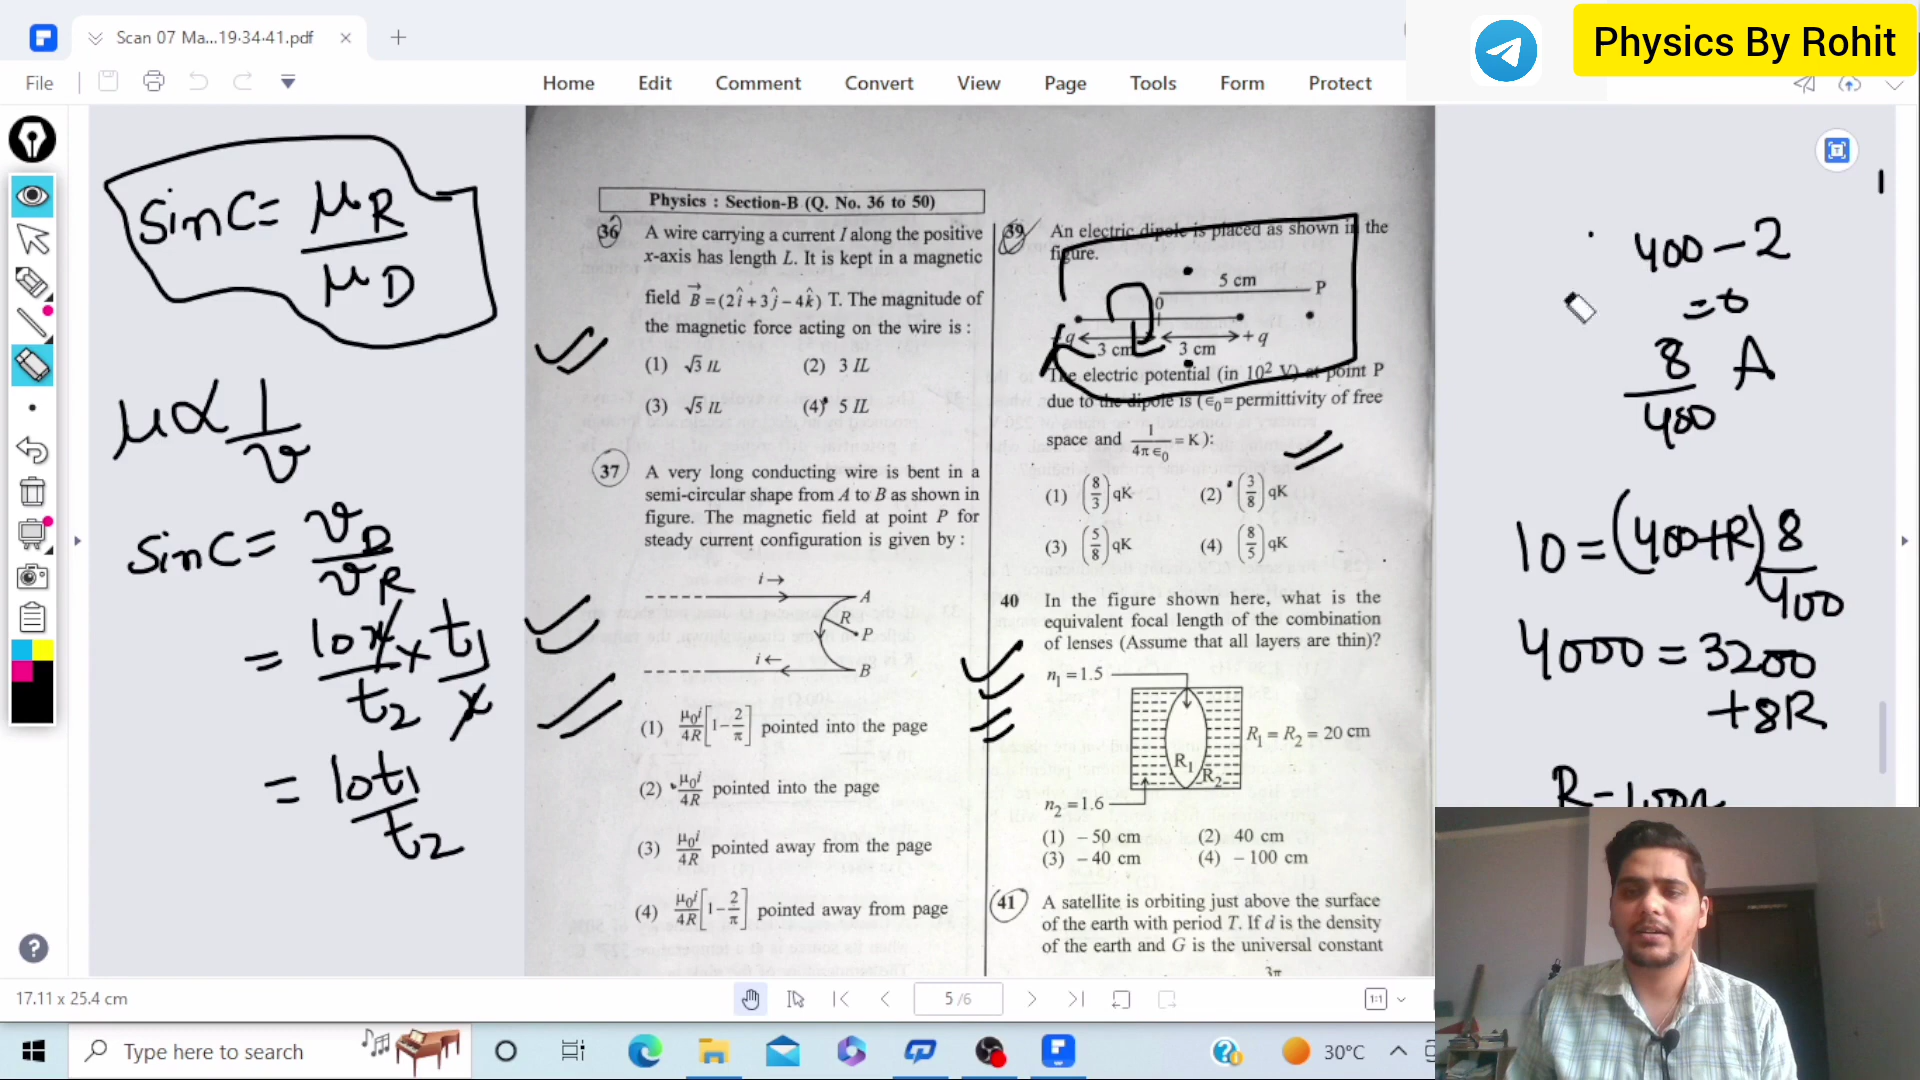 Scan 07 Ma...19·34·41.pdf
Physics By Rohit
File
Home Edit Comment Convert View Page Tools Form Protect
sin C = μR / μD
μ ∝ 1/v
sin C = vD / vR
= 10x/t2 × t1/x
= 10t1 / t2
Physics : Section-B (Q. No. 36 to 50)
36 A wire carrying a current I along the positive
x-axis has length L. It is kept in a magnetic
field B⃗ = (2î + 3ĵ – 4k̂) T. The magnitude of
the magnetic force acting on the wire is :
(1) √3 IL (2) 3 IL
(3) √5 IL (4) 5 IL
37 A very long conducting wire is bent in a
semi-circular shape from A to B as shown in
figure. The magnetic field at point P for
steady current configuration is given by :
i→
A
R
P
i←
B
(1) μ0i/4R [1 – 2/π] pointed into the page
(2) μ0i/4R pointed into the page
(3) μ0i/4R pointed away from the page
(4) μ0i/4R [1 – 2/π] pointed away from page
39 An electric dipole is placed as shown in the
figure.
5 cm P
0
q +q
3 cm 3 cm
The electric potential (in 10² V) at point P
due to the dipole is (ϵ0 = permittivity of free
space and 1/4πϵ0 = K):
(1) (8/3) qK (2) (3/8) qK
(3) (5/8) qK (4) (8/5) qK
40 In the figure shown here, what is the
equivalent focal length of the combination
of lenses (Assume that all layers are thin)?
n1 = 1.5
R1 = R2 = 20 cm
R1
R2
n2 = 1.6
(1) – 50 cm (2) 40 cm
(3) – 40 cm (4) – 100 cm
41 A satellite is orbiting just above the surface
of the earth with period T. If d is the density
of the earth and G is the universal constant
3π
1
400 – 2
= 0
8/400 A
10 = (400+R) 8/400
4000 = 3200
+8R
17.11 x 25.4 cm
5 /6
1:1
Type here to search
30°C